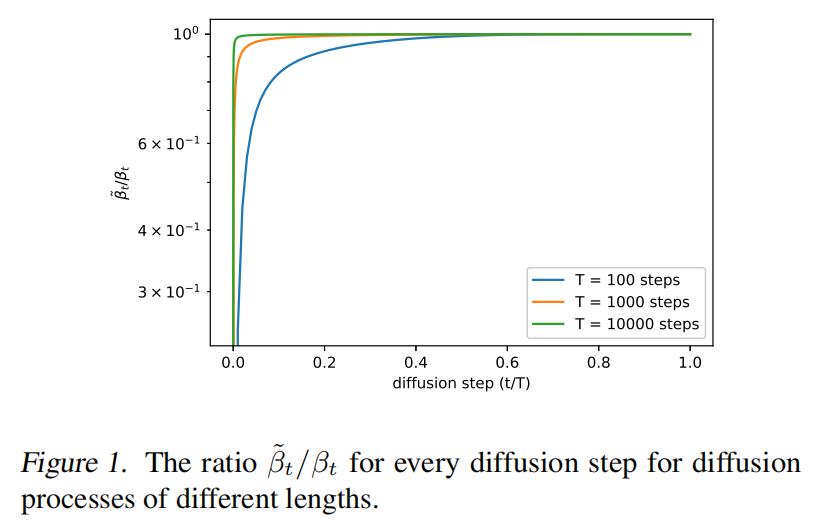 10⁰
6 × 10⁻¹
4 × 10⁻¹
3 × 10⁻¹
β̃ₜ/βₜ
0.0 0.2 0.4 0.6 0.8 1.0
diffusion step (t/T)
T = 100 steps
T = 1000 steps
T = 10000 steps
Figure 1. The ratio β̃ₜ/βₜ for every diffusion step for diffusion
processes of different lengths.